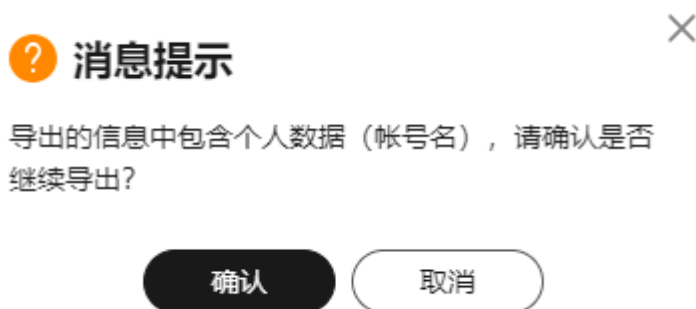 消息提示
导出的信息中包含个人数据（帐号名），请确认是否
继续导出？
确认
取消